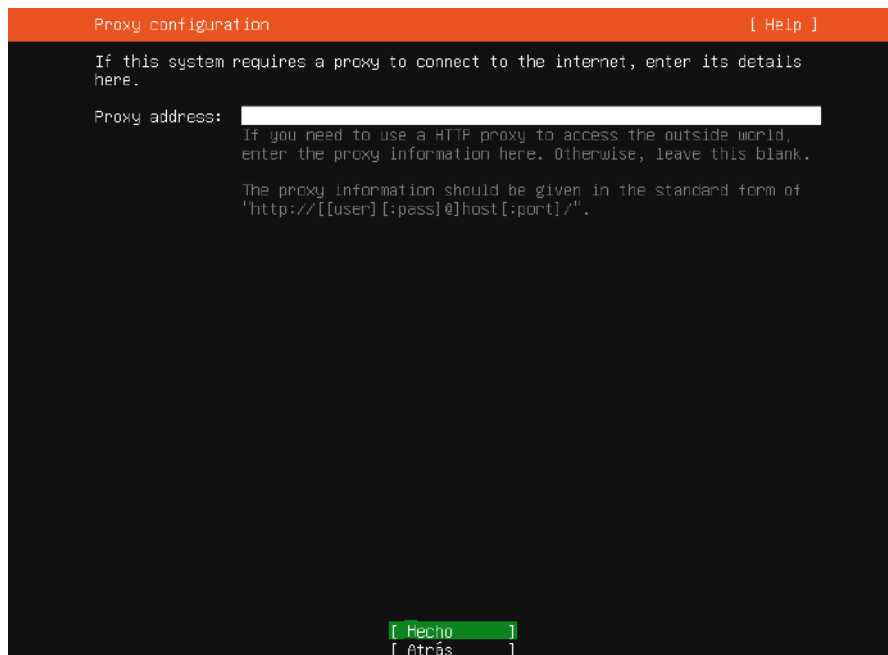 Proxy configuration [ Help ]
If this system requires a proxy to connect to the internet, enter its details
here.
Proxy address:
If you need to use a HTTP proxy to access the outside world,
enter the proxy information here. Otherwise, leave this blank.
The proxy information should be given in the standard form of
"http://[[user][:pass]@]host[:port]/".
[ Hecho ]
[ Atrás ]